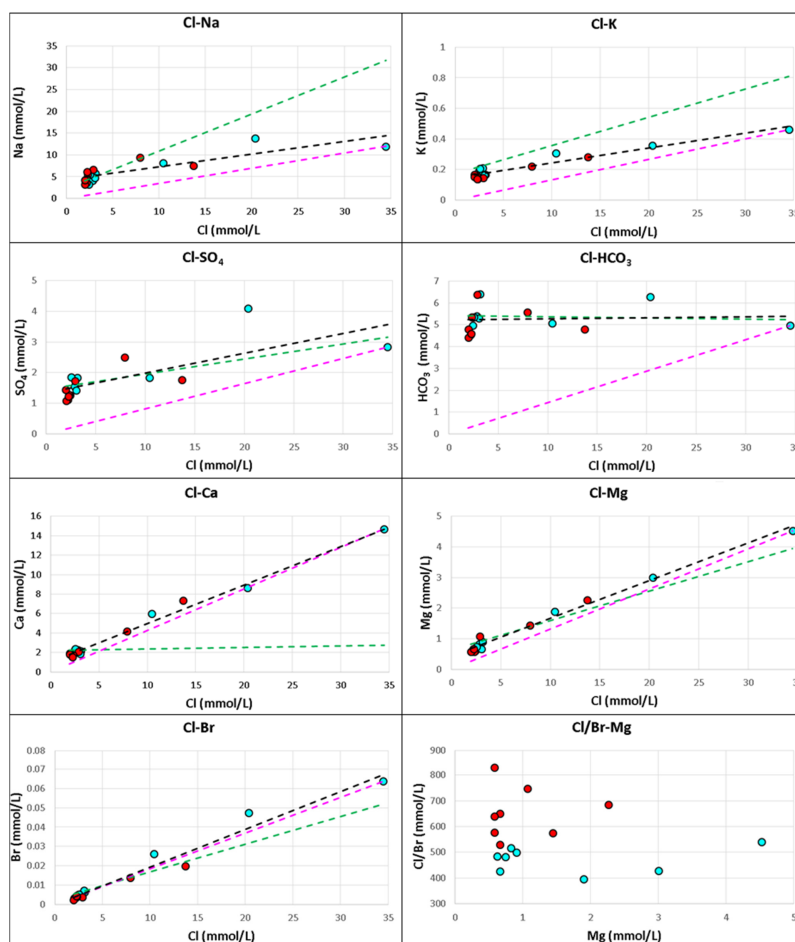 Cl-Na
Na (mmol/L)
35
30
25
20
15
10
5
0
0 5 10 15 20 25 30 35
Cl (mmol/L
Cl-K
K (mmol/L)
1
0.8
0.6
0.4
0.2
0
0 5 10 15 20 25 30 35
Cl (mmol/L)
Cl-SO₄
SO₄ (mmol/L)
5
4
3
2
1
0
0 5 10 15 20 25 30 35
Cl (mmol/L)
Cl-HCO₃
HCO₃ (mmol/L)
7
6
5
4
3
2
1
0
0 5 10 15 20 25 30 35
Cl (mmol/L)
Cl-Ca
Ca (mmol/L)
16
14
12
10
8
6
4
2
0
0 5 10 15 20 25 30 35
Cl (mmol/L)
Cl-Mg
Mg (mmol/L)
5
4
3
2
1
0
0 5 10 15 20 25 30 35
Cl (mmol/L)
Cl-Br
Br (mmol/L)
0.08
0.07
0.06
0.05
0.04
0.03
0.02
0.01
0
0 5 10 15 20 25 30 35
Cl (mmol/L)
Cl/Br-Mg
Cl/Br (mmol/L)
900
800
700
600
500
400
300
0 1 2 3 4 5
Mg (mmol/L)